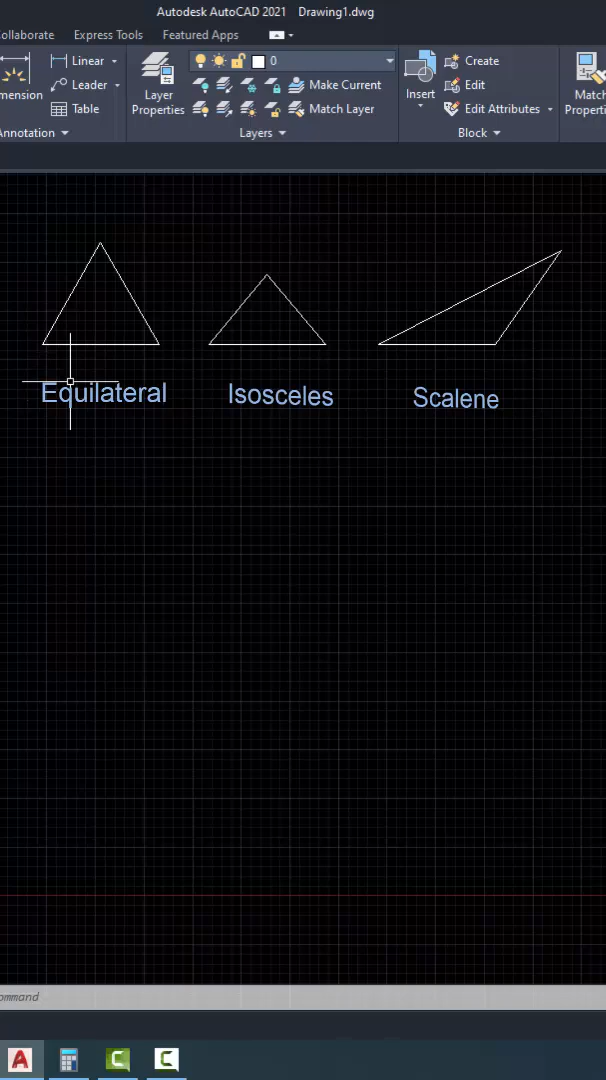 Autodesk AutoCAD 2021 Drawing1.dwg
ollaborate Express Tools Featured Apps
mension
Linear
Leader
Table
Annotation
Layer
Properties
0
Make Current
Match Layer
Layers
Insert
Create
Edit
Edit Attributes
Block
Match
Properti
Equilateral Isosceles Scalene
ommand
A
C
C